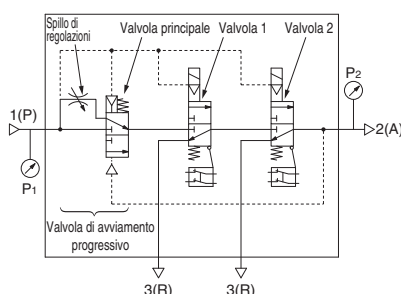 Spillo di
regolazioni
Valvola principale
Valvola 1
Valvola 2
P2
1(P)
2(A)
P1
Valvola di avviamento
progressivo
3(R)
3(R)